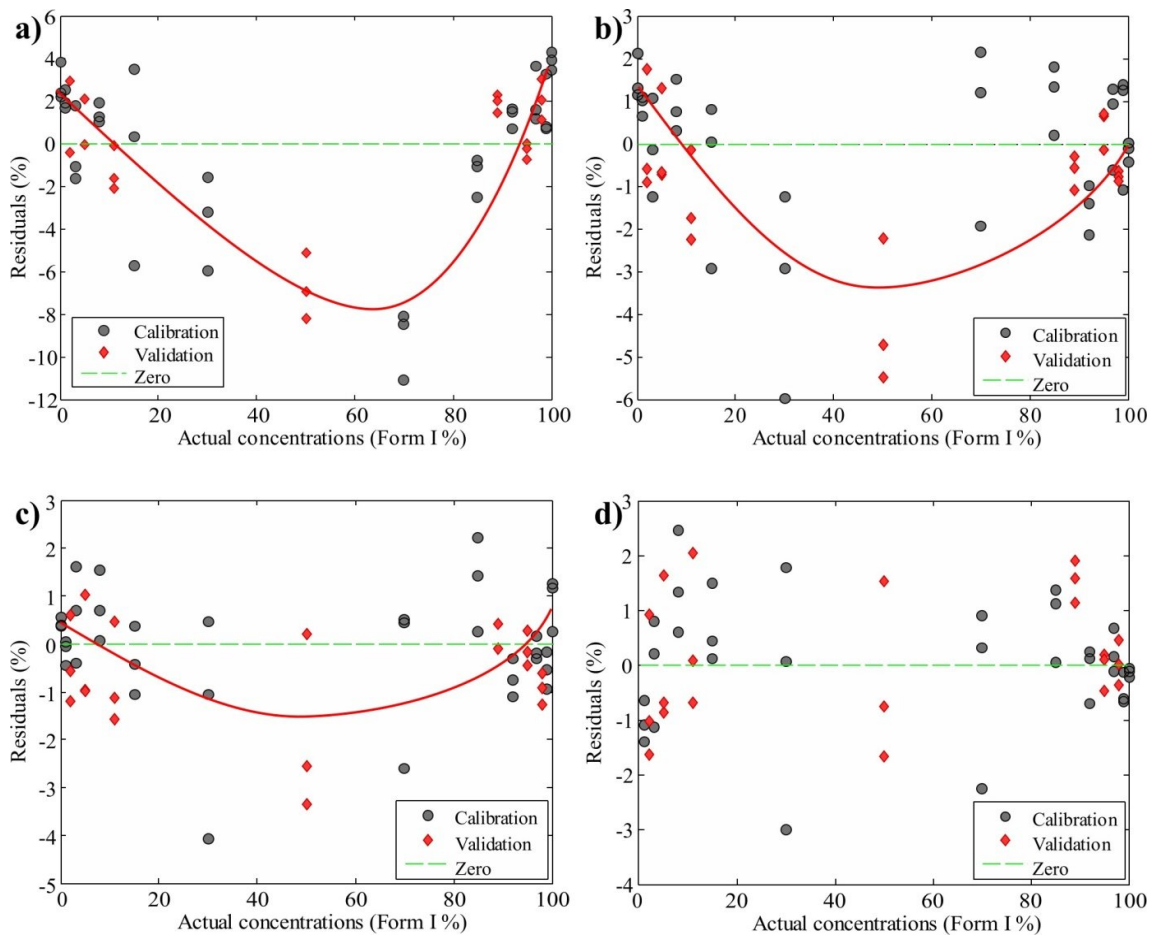 a)
6
4
2
0
-2
-4
-6
-8
-10
-12
Residuals (%)
Calibration
Validation
Zero
0
20
40
60
80
100
Actual concentrations (Form I %)
b)
3
2
1
0
-1
-2
-3
-4
-5
-6
Residuals (%)
Calibration
Validation
Zero
0
20
40
60
80
100
Actual concentrations (Form I %)
c)
3
2
1
0
-1
-2
-3
-4
-5
Residuals (%)
Calibration
Validation
Zero
0
20
40
60
80
100
Actual concentrations (Form I %)
d)
3
2
1
0
-1
-2
-3
-4
Residuals (%)
Calibration
Validation
Zero
0
20
40
60
80
100
Actual concentrations (Form I %)